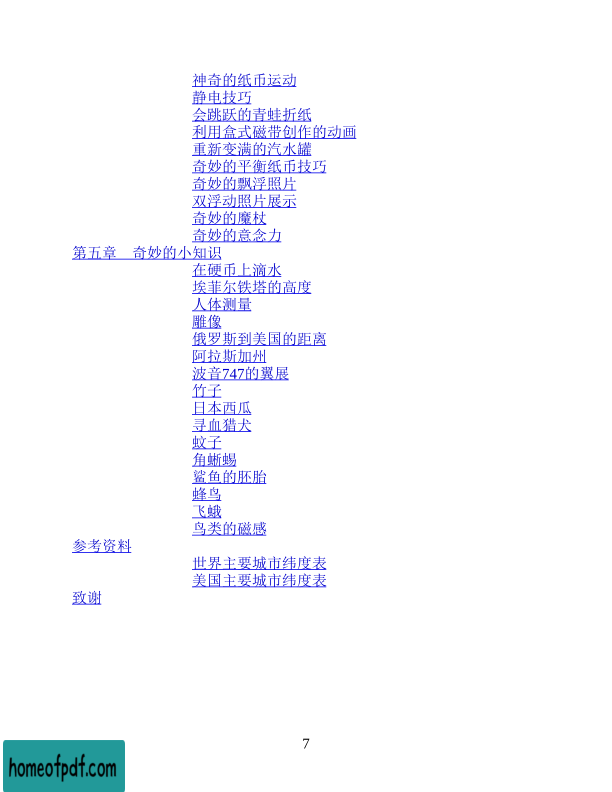 神奇的纸币运动
静电技巧
会跳跃的青蛙折纸
利用盒式磁带创作的动画
重新变满的汽水罐
奇妙的平衡纸币技巧
奇妙的飘浮照片
双浮动照片展示
奇妙的魔杖
奇妙的意念力
第五章　奇妙的小知识
在硬币上滴水
埃菲尔铁塔的高度
人体测量
雕像
俄罗斯到美国的距离
阿拉斯加州
波音747的翼展
竹子
日本西瓜
寻血猎犬
蚊子
角蜥蜴
鲨鱼的胚胎
蜂鸟
飞蛾
鸟类的磁感
参考资料
世界主要城市纬度表
美国主要城市纬度表
致谢
7
homeofpdf.com